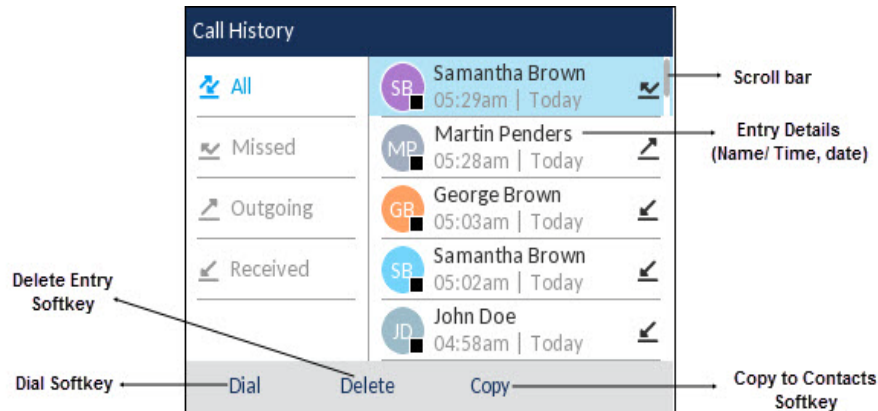 Call History
All
Missed
Outgoing
Received
SB
Samantha Brown
05:29am | Today
MP
Martin Penders
05:28am | Today
GB
George Brown
05:03am | Today
SB
Samantha Brown
05:02am | Today
JD
John Doe
04:58am | Today
Dial Delete Copy
Scroll bar
Entry Details
(Name/ Time, date)
Delete Entry
Softkey
Dial Softkey
Copy to Contacts
Softkey